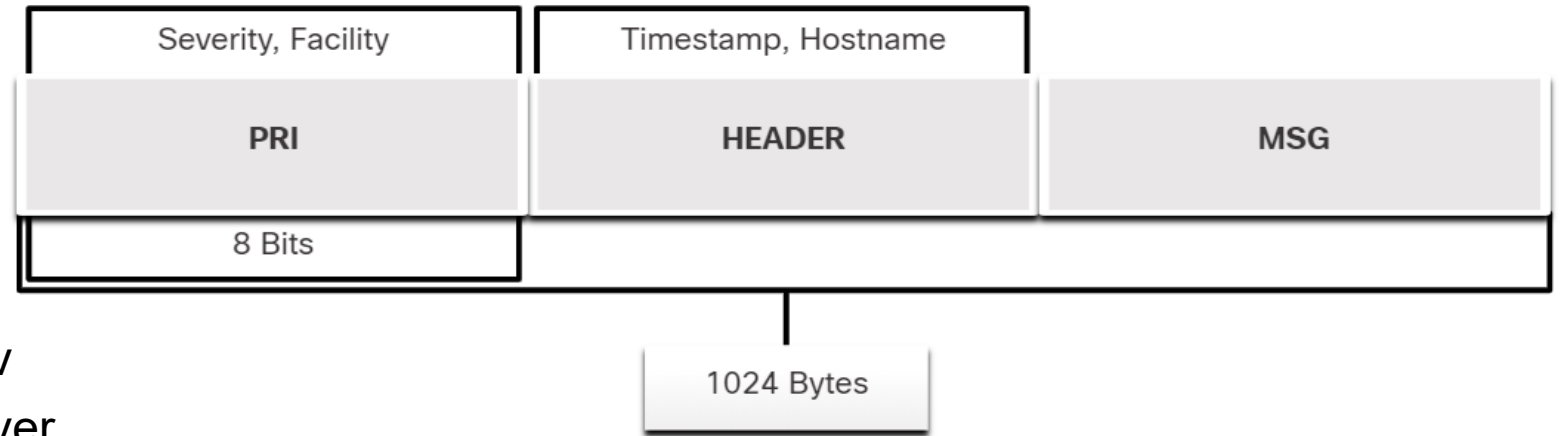 Severity, Facility
Timestamp, Hostname
PRI
HEADER
MSG
8 Bits
1024 Bytes